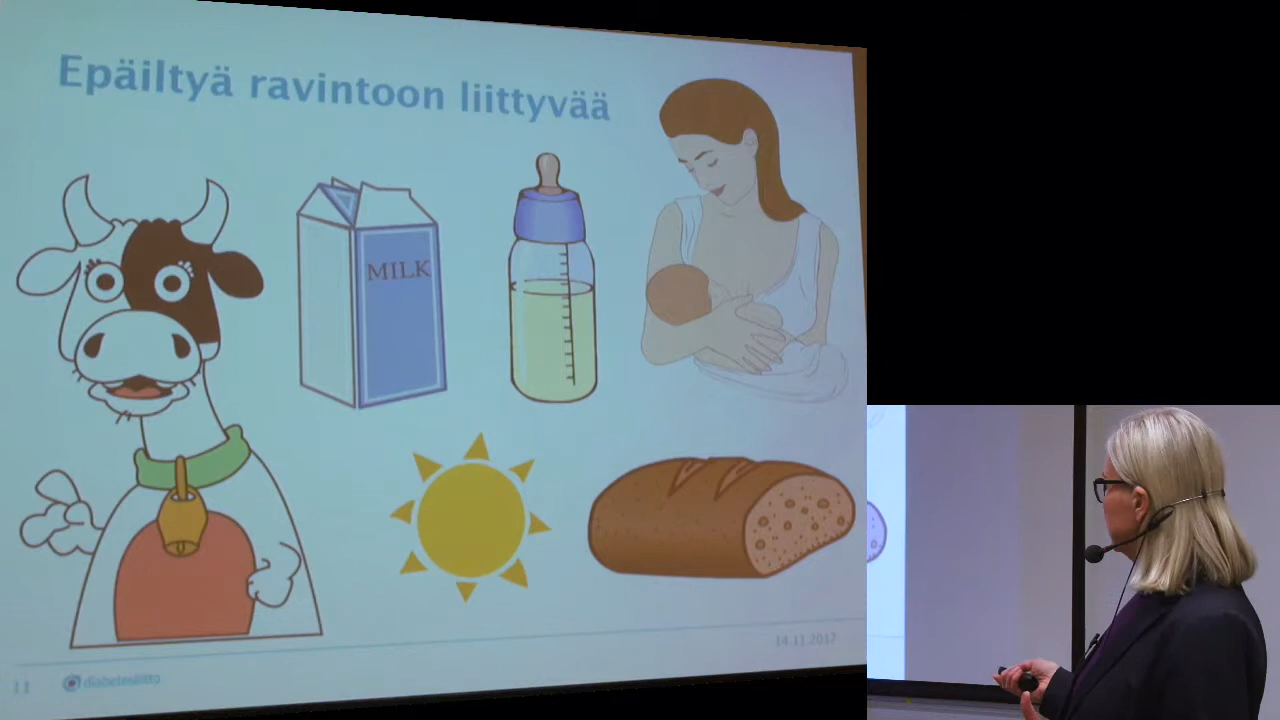 Epäiltyä ravintoon liittyvää
MILK
14.11.2017
11
diabetesliitto